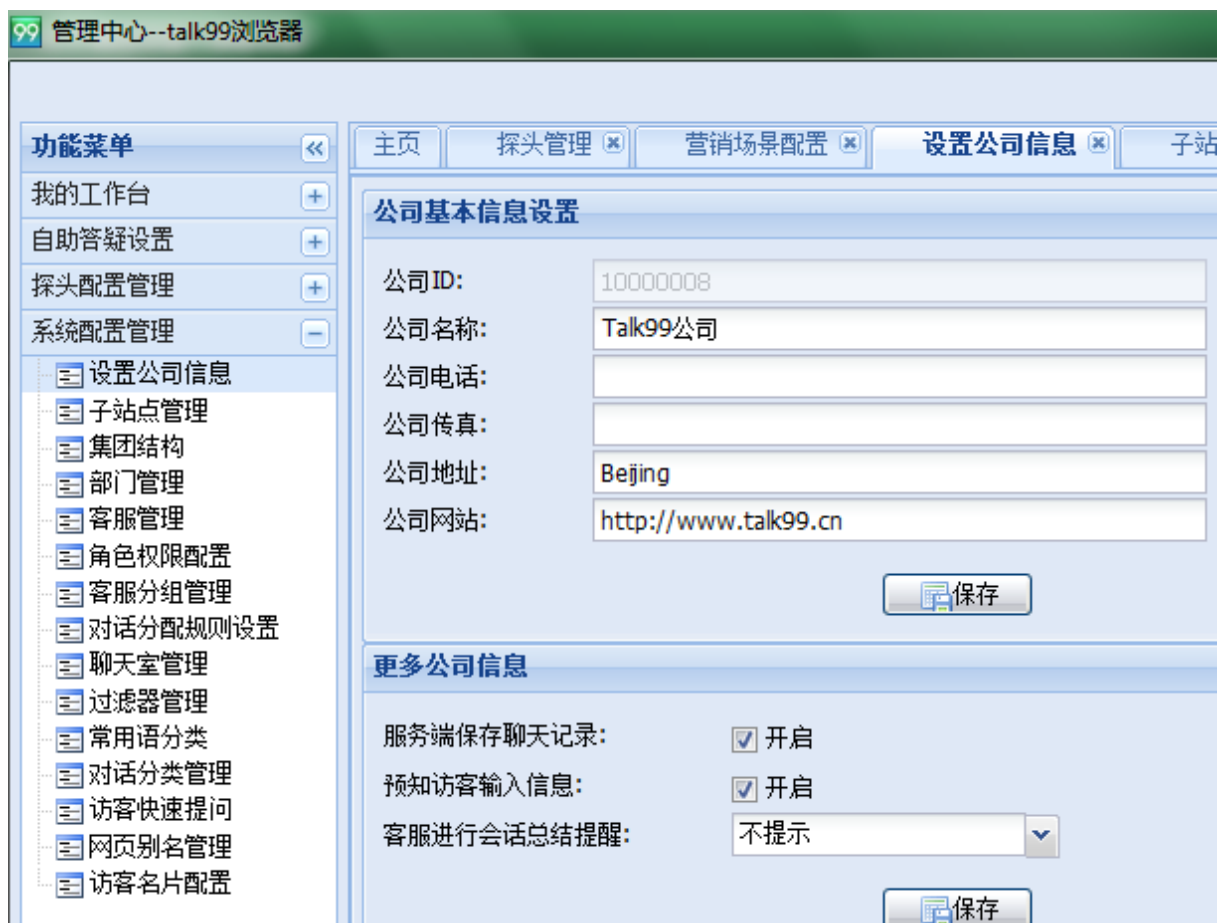 99 管理中心--talk99浏览器
功能菜单
我的工作台
自助答疑设置
探头配置管理
系统配置管理
设置公司信息
子站点管理
集团结构
部门管理
客服管理
角色权限配置
客服分组管理
对话分配规则设置
聊天室管理
过滤器管理
常用语分类
对话分类管理
访客快速提问
网页别名管理
访客名片配置
主页 探头管理 营销场景配置 设置公司信息 子站
公司基本信息设置
公司ID: 10000008
公司名称: Talk99公司
公司电话:
公司传真:
公司地址: Beijing
公司网站: http://www.talk99.cn
保存
更多公司信息
服务端保存聊天记录: 开启
预知访客输入信息: 开启
客服进行会话总结提醒: 不提示
保存